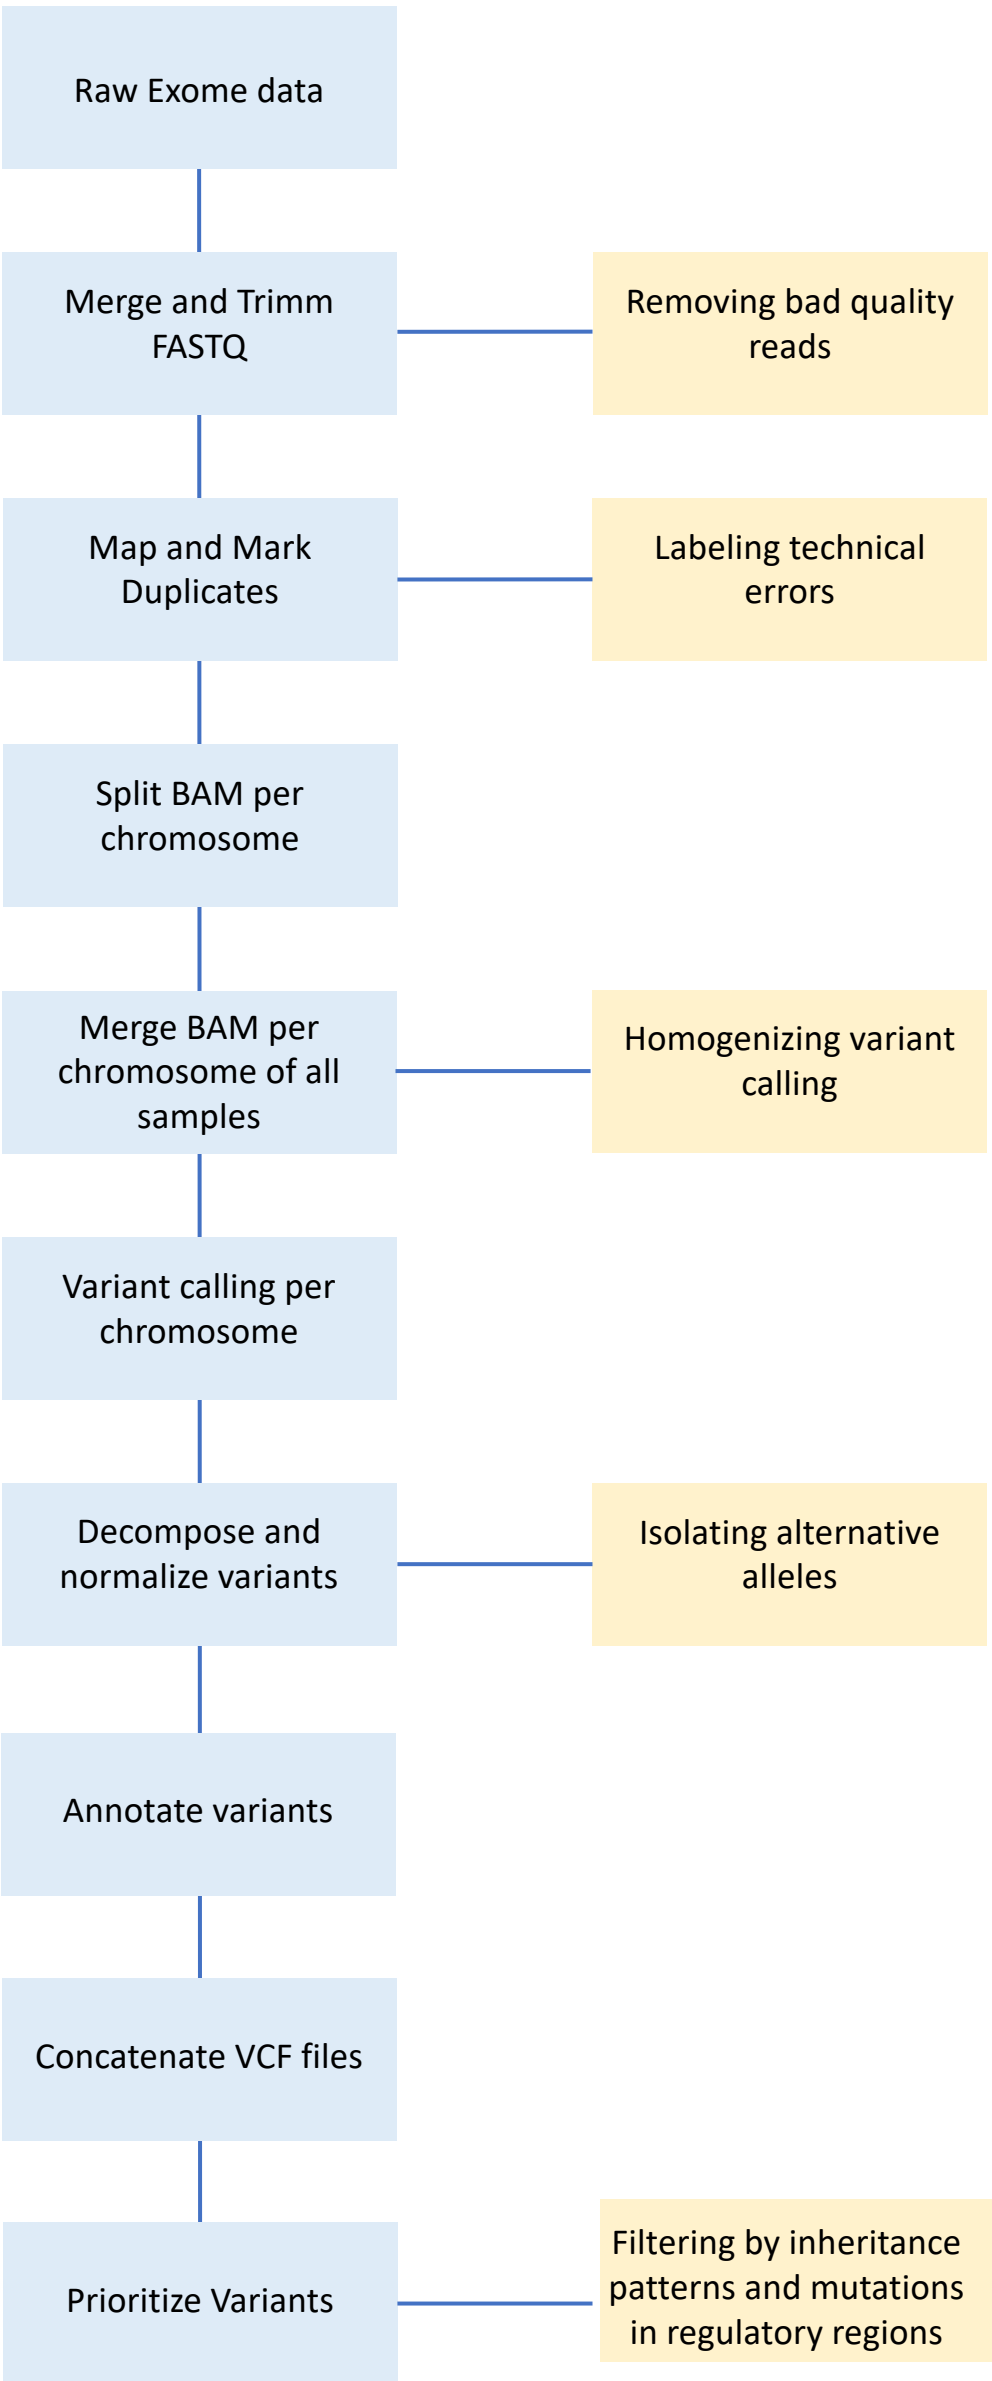 Raw Exome data
Merge and Trimm
FASTQ
Removing bad quality
reads
Map and Mark
Duplicates
Labeling technical
errors
Split BAM per
chromosome
Merge BAM per
chromosome of all
samples
Homogenizing variant
calling
Variant calling per
chromosome
Decompose and
normalize variants
Isolating alternative
alleles
Annotate variants
Concatenate VCF files
Prioritize Variants
Filtering by inheritance
patterns and mutations
in regulatory regions